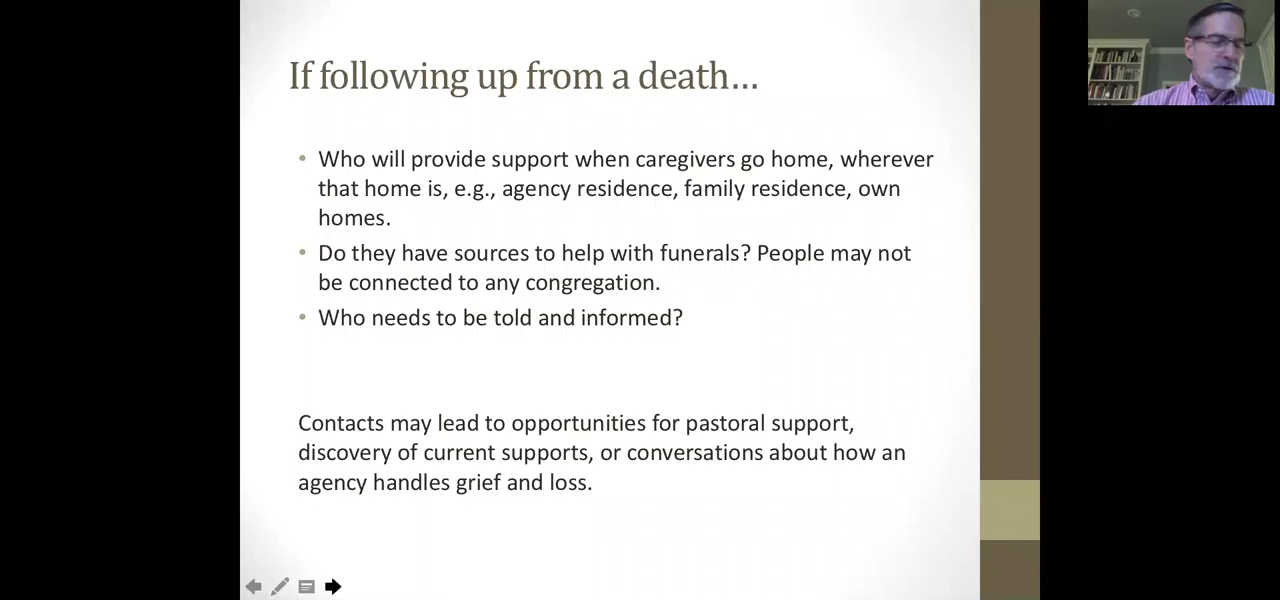 If following up from a death...
• Who will provide support when caregivers go home, wherever
that home is, e.g., agency residence, family residence, own
homes.
• Do they have sources to help with funerals? People may not
be connected to any congregation.
• Who needs to be told and informed?
Contacts may lead to opportunities for pastoral support,
discovery of current supports, or conversations about how an
agency handles grief and loss.